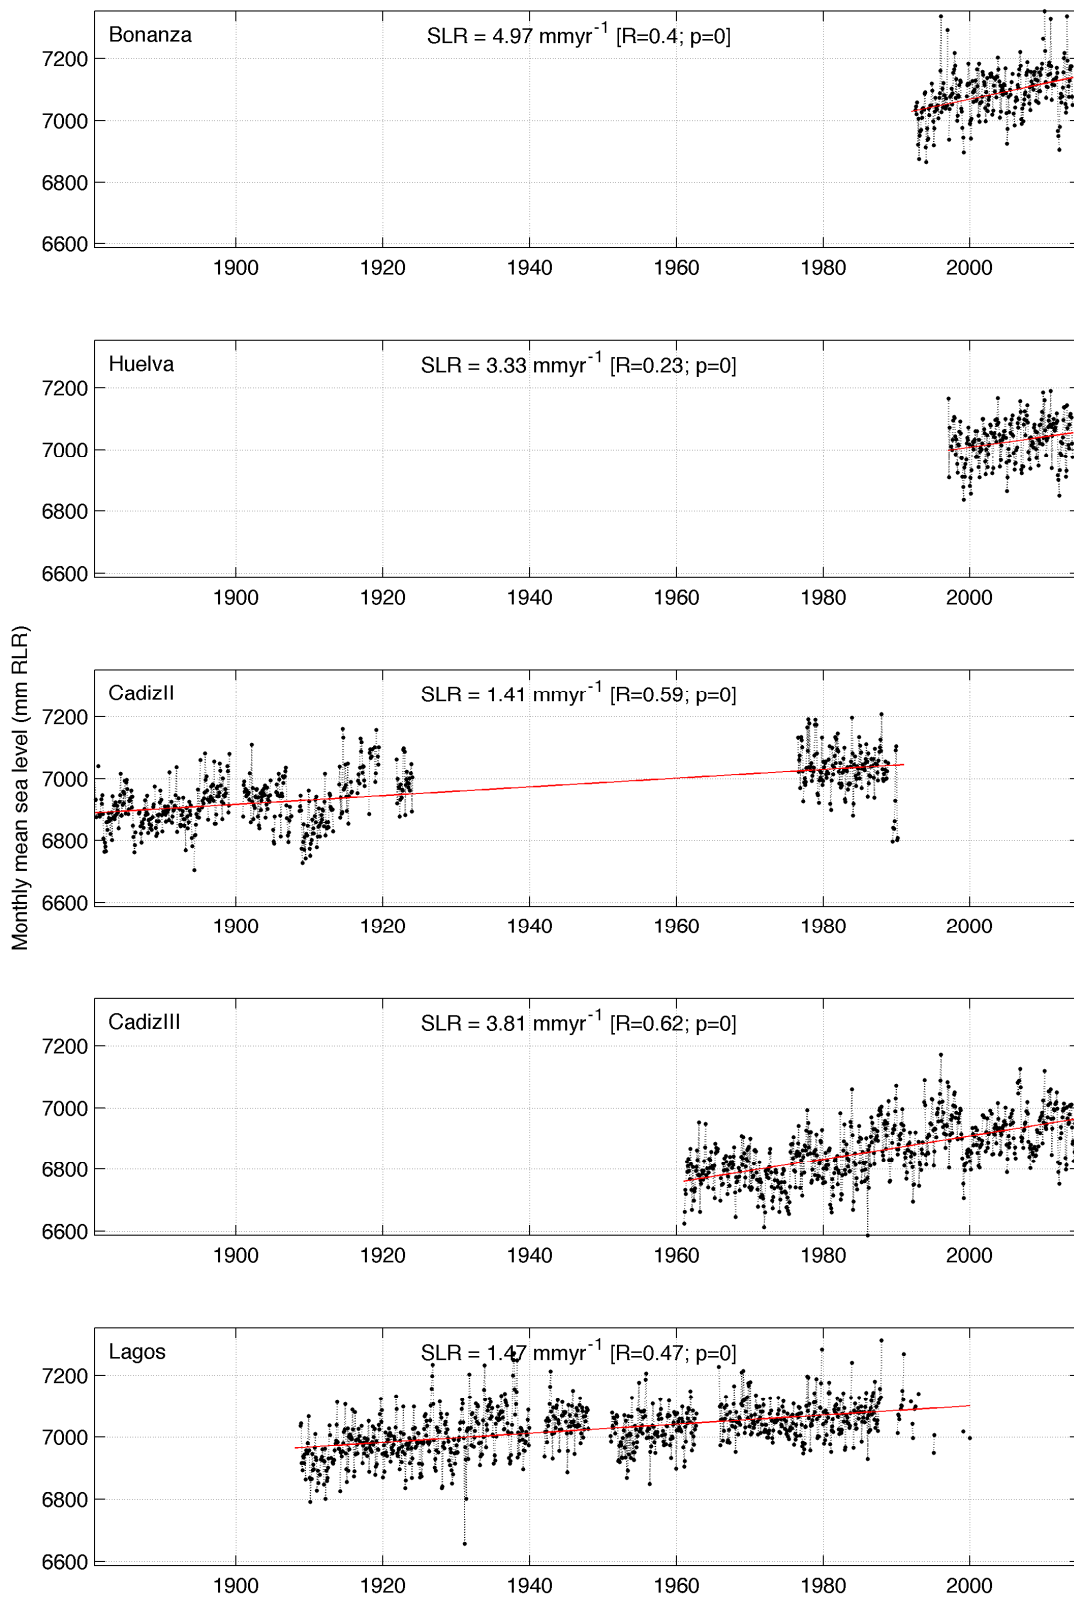 Monthly mean sea level (mm RLR)
Bonanza
SLR = 4.97 mmyr⁻¹ [R=0.4; p=0]
7200
7000
6800
6600
1900 1920 1940 1960 1980 2000
Huelva
SLR = 3.33 mmyr⁻¹ [R=0.23; p=0]
7200
7000
6800
6600
1900 1920 1940 1960 1980 2000
CadizII
SLR = 1.41 mmyr⁻¹ [R=0.59; p=0]
7200
7000
6800
6600
1900 1920 1940 1960 1980 2000
CadizIII
SLR = 3.81 mmyr⁻¹ [R=0.62; p=0]
7200
7000
6800
6600
1900 1920 1940 1960 1980 2000
Lagos
SLR = 1.47 mmyr⁻¹ [R=0.47; p=0]
7200
7000
6800
6600
1900 1920 1940 1960 1980 2000